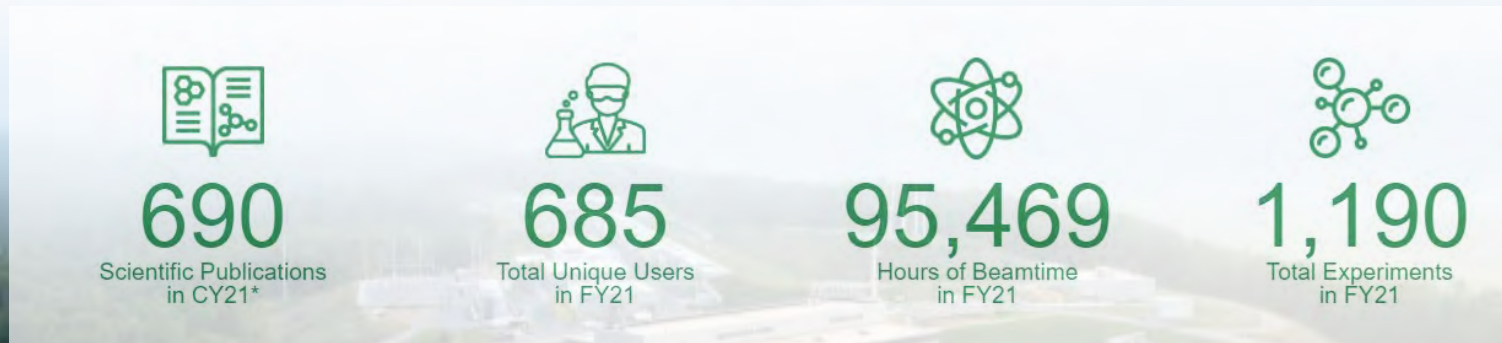 690
Scientific Publications
in CY21*
685
Total Unique Users
in FY21
95,469
Hours of Beamtime
in FY21
1,190
Total Experiments
in FY21